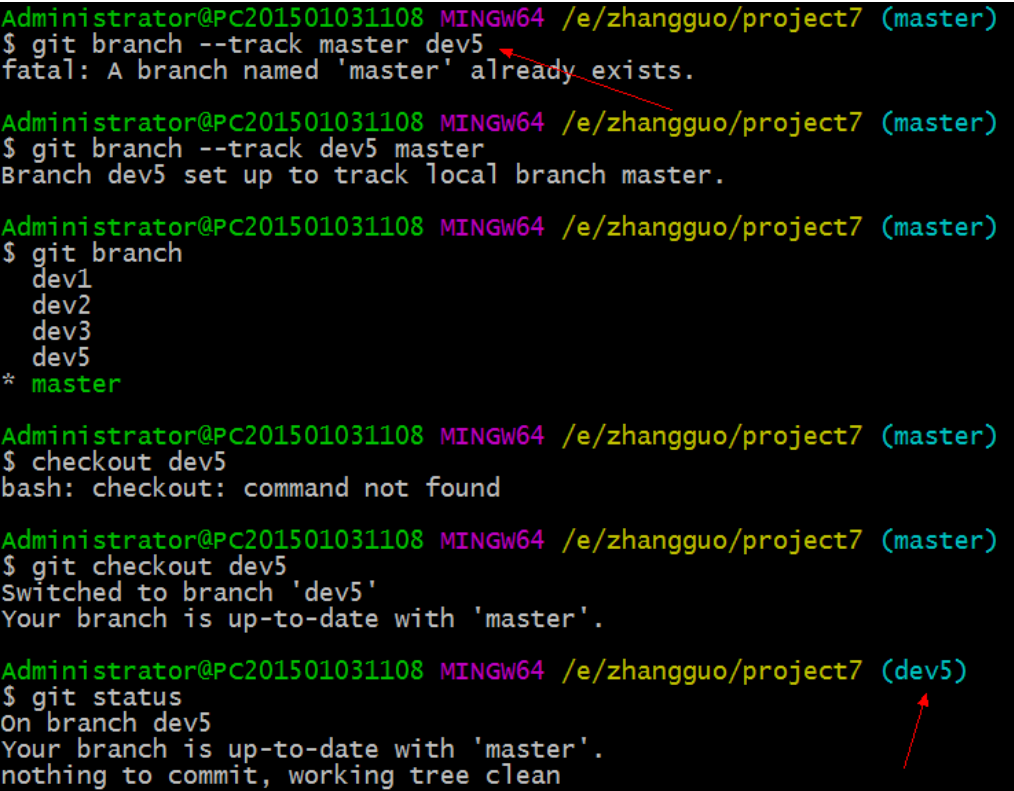 Administrator@PC201501031108 MINGW64 /e/zhangguo/project7 (master)
$ git branch --track master dev5
fatal: A branch named 'master' already exists.
Administrator@PC201501031108 MINGW64 /e/zhangguo/project7 (master)
$ git branch --track dev5 master
Branch dev5 set up to track local branch master.
Administrator@PC201501031108 MINGW64 /e/zhangguo/project7 (master)
$ git branch
  dev1
  dev2
  dev3
  dev5
* master
Administrator@PC201501031108 MINGW64 /e/zhangguo/project7 (master)
$ checkout dev5
bash: checkout: command not found
Administrator@PC201501031108 MINGW64 /e/zhangguo/project7 (master)
$ git checkout dev5
Switched to branch 'dev5'
Your branch is up-to-date with 'master'.
Administrator@PC201501031108 MINGW64 /e/zhangguo/project7 (dev5)
$ git status
On branch dev5
Your branch is up-to-date with 'master'.
nothing to commit, working tree clean